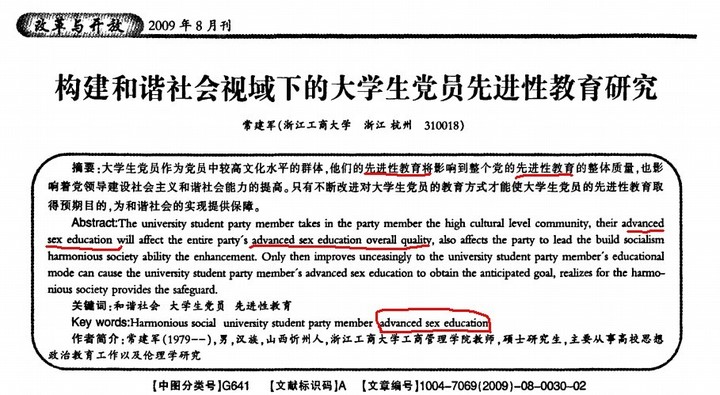 改革与开放 2009年8月刊
构建和谐社会视域下的大学生党员先进性教育研究
常建军(浙江工商大学 浙江 杭州 310018)
摘要:大学生党员作为党员中较高文化水平的群体,他们的先进性教育将影响到整个党的先进性教育的整体质量,也影
响着党领导建设社会主义和谐社会能力的提高。只有不断改进对大学生党员的教育方式才能使大学生党员的先进性教育取
得预期目的,为和谐社会的实现提供保障。
Abstract:The university student party member takes in the party member the high cultural level community, their advanced
sex education will affect the entire party's advanced sex education overall quality, also affects the party to lead the build socialism
harmonious society ability the enhancement. Only then improves unceasingly to the university student party member's educational
mode can cause the university student party member's advanced sex education to obtain the anticipated goal, realizes for the harmo-
nious society provides the safeguard.
关键词:和谐社会 大学生党员 先进性教育
Key words:Harmonious social university student party member advanced sex education
作者简介:常建军(1979--),男,汉族,山西忻州人,浙江工商大学工商管理学院教师,硕士研究生,主要从事高校思想
政治教育工作以及伦理学研究
【中图分类号】G641 【文献标识码】A 【文章编号】1004-7069(2009)-08-0030-02